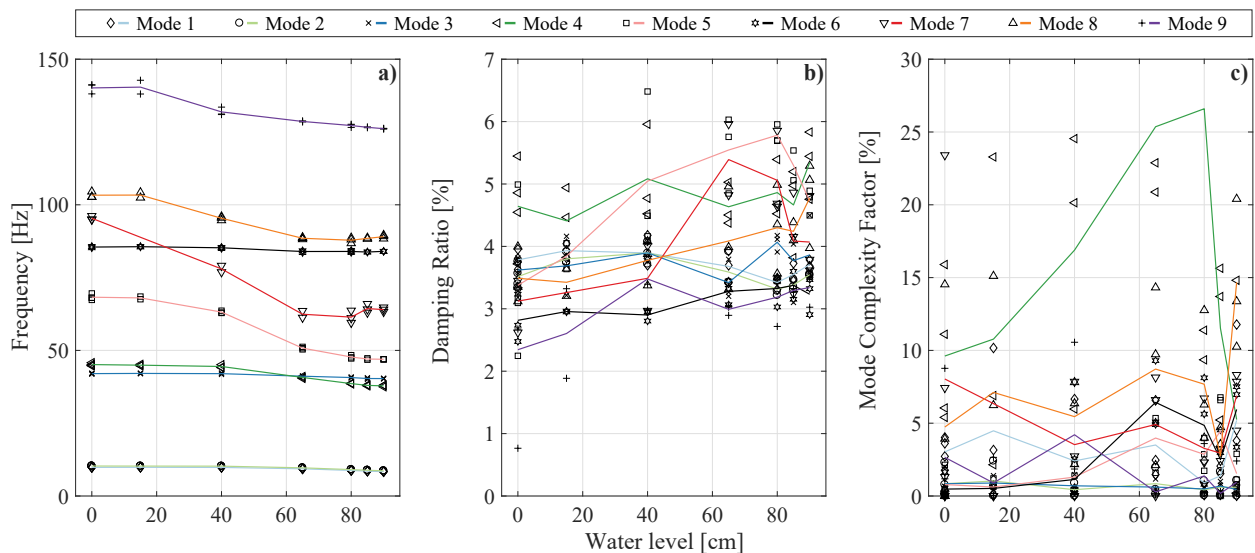 Mode 1 Mode 2 Mode 3 Mode 4 Mode 5 Mode 6 Mode 7 Mode 8 Mode 9
a)
150
100
50
0
Frequency [Hz]
0 20 40 60 80
b)
7
6
5
4
3
2
1
0
Damping Ratio [%]
0 20 40 60 80
Water level [cm]
c)
30
25
20
15
10
5
0
Mode Complexity Factor [%]
0 20 40 60 80